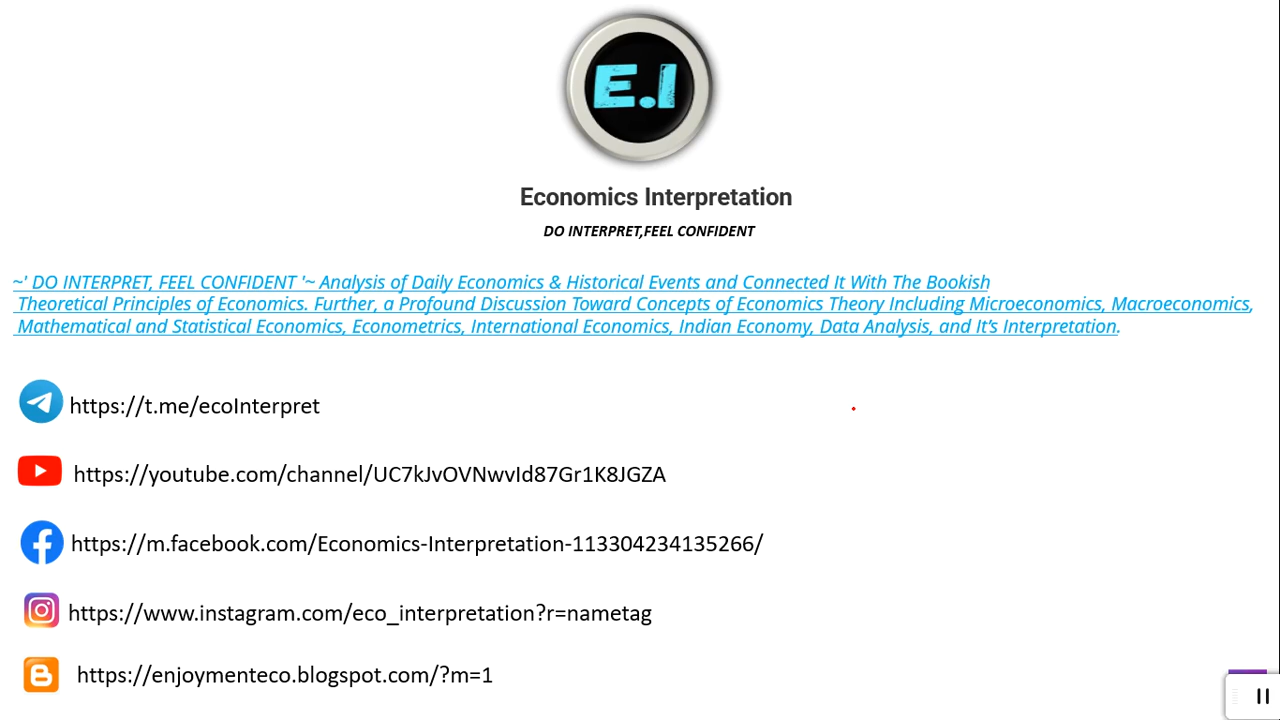 E.I
Economics Interpretation
DO INTERPRET,FEEL CONFIDENT
~' DO INTERPRET, FEEL CONFIDENT '~ Analysis of Daily Economics & Historical Events and Connected It With The Bookish
Theoretical Principles of Economics. Further, a Profound Discussion Toward Concepts of Economics Theory Including Microeconomics, Macroeconomics,
Mathematical and Statistical Economics, Econometrics, International Economics, Indian Economy, Data Analysis, and It’s Interpretation.
https://t.me/ecoInterpret
https://youtube.com/channel/UC7kJvOVNwvId87Gr1K8JGZA
https://m.facebook.com/Economics-Interpretation-113304234135266/
https://www.instagram.com/eco_interpretation?r=nametag
https://enjoymenteco.blogspot.com/?m=1